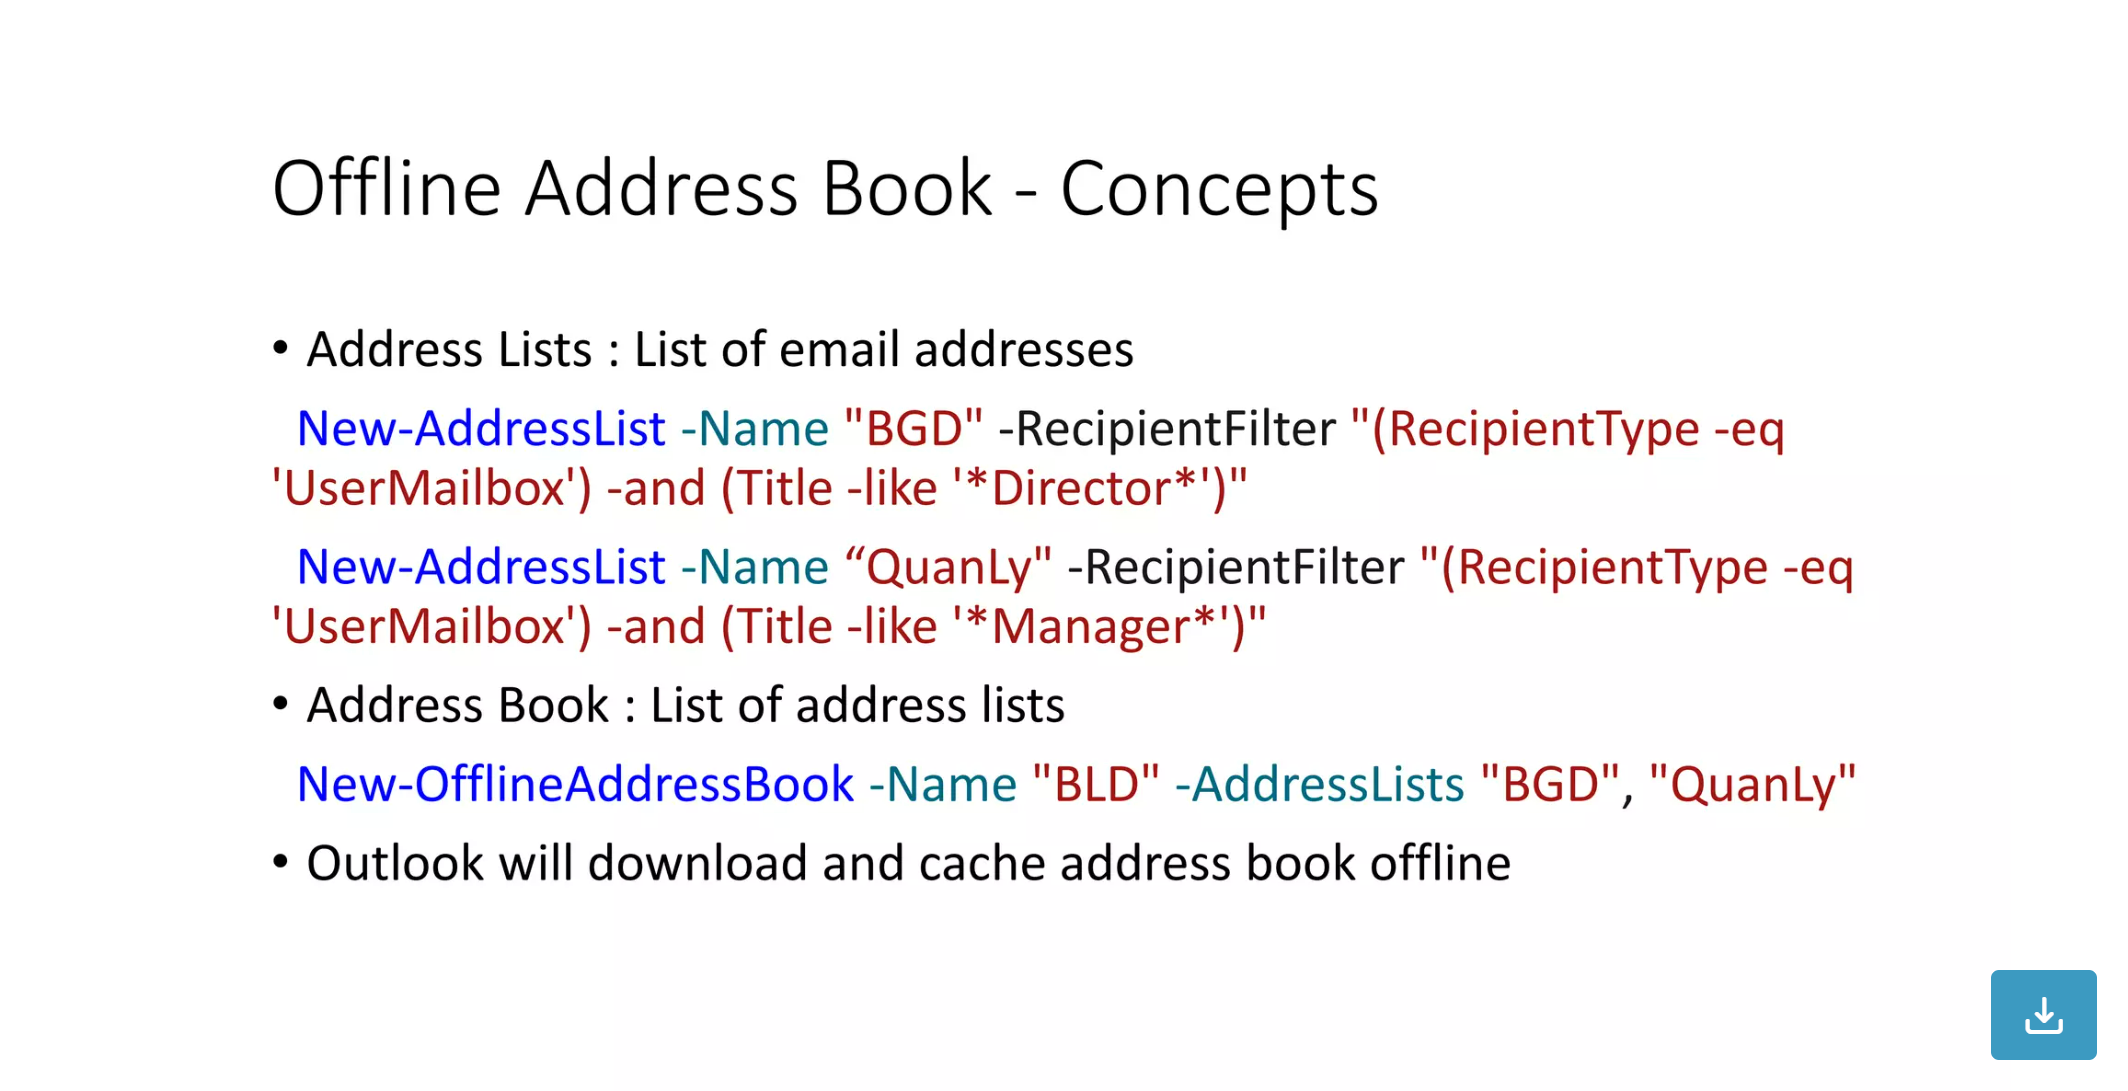 Offline Address Book - Concepts
• Address Lists : List of email addresses
New-AddressList -Name "BGD" -RecipientFilter "(RecipientType -eq
'UserMailbox') -and (Title -like '*Director*')"
New-AddressList -Name “QuanLy" -RecipientFilter "(RecipientType -eq
'UserMailbox') -and (Title -like '*Manager*')"
• Address Book : List of address lists
New-OfflineAddressBook -Name "BLD" -AddressLists "BGD", "QuanLy"
• Outlook will download and cache address book offline